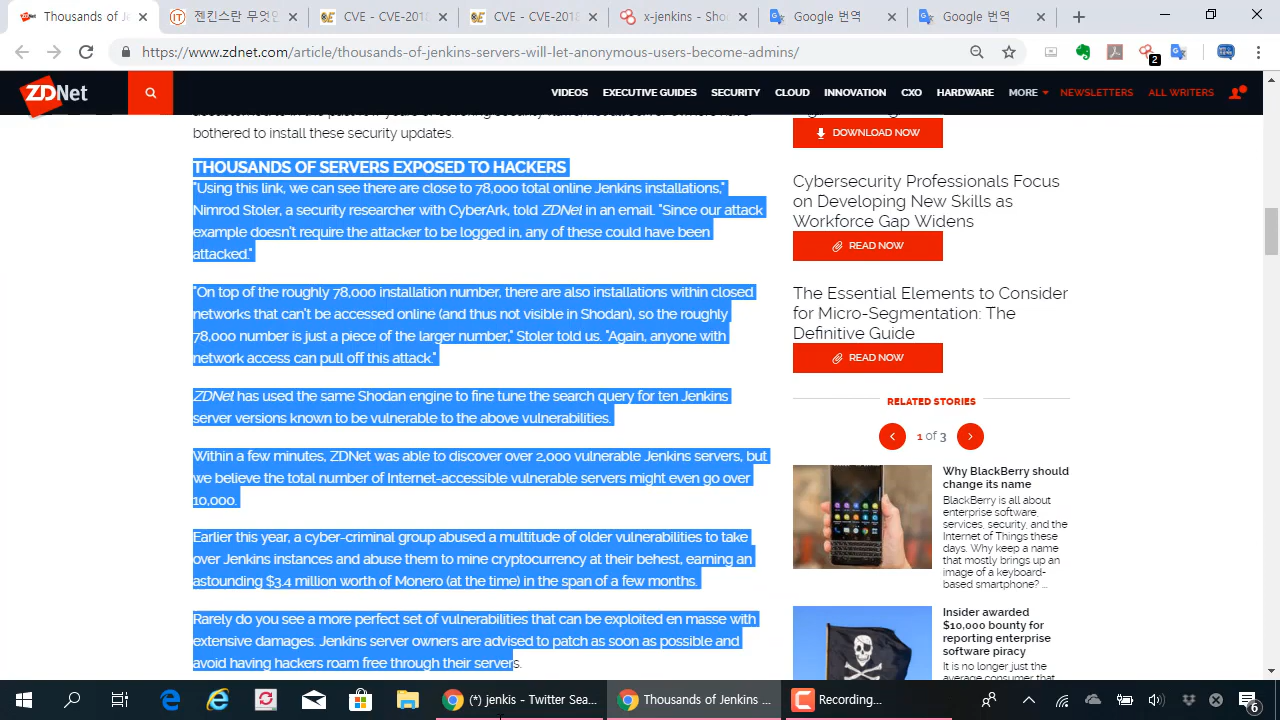 Thousands of J
젠킨스란 무엇인
CVE - CVE-2018
CVE - CVE-2018
x-jenkins - Sho
Google 번역
Google 번역
https://www.zdnet.com/article/thousands-of-jenkins-servers-will-let-anonymous-users-become-admins/
2
ZDNet
VIDEOS EXECUTIVE GUIDES SECURITY CLOUD INNOVATION CXO HARDWARE MORE NEWSLETTERS ALL WRITERS
bothered to install these security updates.
THOUSANDS OF SERVERS EXPOSED TO HACKERS
"Using this link, we can see there are close to 78,000 total online Jenkins installations,"
Nimrod Stoler, a security researcher with CyberArk, told ZDNet in an email. "Since our attack
example doesn't require the attacker to be logged in, any of these could have been
attacked."
"On top of the roughly 78,000 installation number, there are also installations within closed
networks that can't be accessed online (and thus not visible in Shodan), so the roughly
78,000 number is just a piece of the larger number," Stoler told us. "Again, anyone with
network access can pull off this attack."
ZDNet has used the same Shodan engine to fine tune the search query for ten Jenkins
server versions known to be vulnerable to the above vulnerabilities.
Within a few minutes, ZDNet was able to discover over 2,000 vulnerable Jenkins servers, but
we believe the total number of Internet-accessible vulnerable servers might even go over
10,000.
Earlier this year, a cyber-criminal group abused a multitude of older vulnerabilities to take
over Jenkins instances and abuse them to mine cryptocurrency at their behest, earning an
astounding $3.4 million worth of Monero (at the time) in the span of a few months.
Rarely do you see a more perfect set of vulnerabilities that can be exploited en masse with
extensive damages. Jenkins server owners are advised to patch as soon as possible and
avoid having hackers roam free through their servers.
DOWNLOAD NOW
Cybersecurity Professionals Focus
on Developing New Skills as
Workforce Gap Widens
READ NOW
The Essential Elements to Consider
for Micro-Segmentation: The
Definitive Guide
READ NOW
RELATED STORIES
1 of 3
Why BlackBerry should
change its name
BlackBerry is all about
enterprise software,
services, security, and the
Internet of Things these
days. Why keep a name
that mostly brings up an
image of a keyboard-
based smartphone? ...
Insider awarded
$10,000 bounty for
reporting enterprise
software piracy
It is no longer just the
average consumer that
(*) jenkis - Twitter Sea...
Thousands of Jenkins ...
Recording...
6